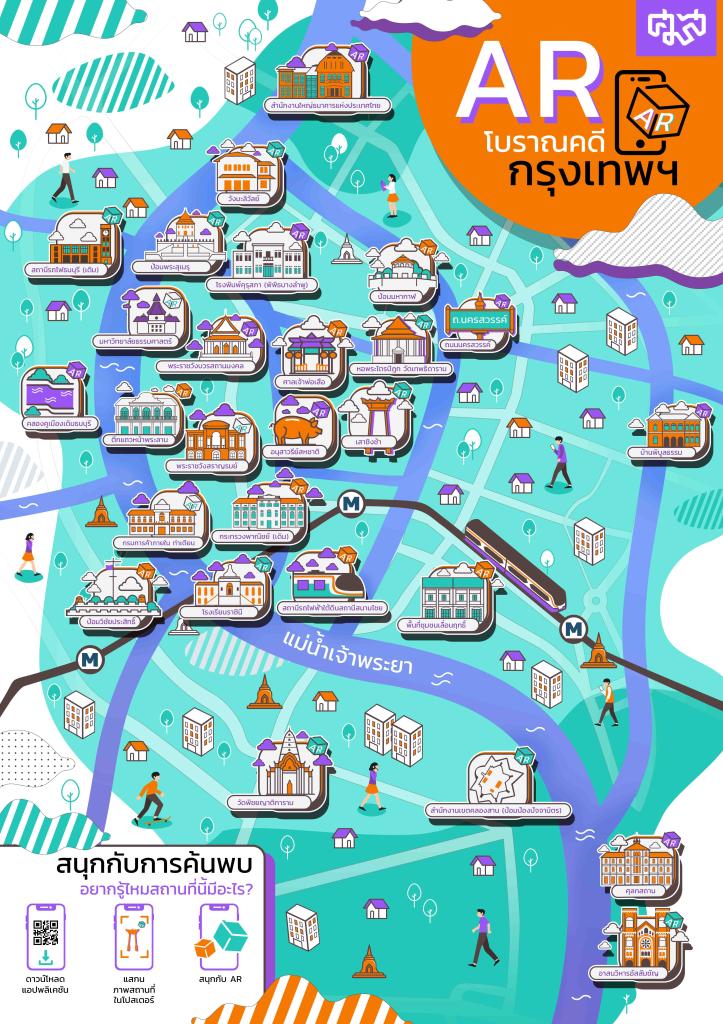 ศมส
AR
โบราณคดี
กรุงเทพฯ
AR
สำนักงานใหญ่ธนาคารแห่งประเทศไทย
วังมะลิวัลย์
สถานีรถไฟธนบุรี (เดิม)
ป้อมพระสุเมรุ
โรงพิมพ์คุรุสภา (พิพิธบางลำพู)
ป้อมมหากาฬ
มหาวิทยาลัยธรรมศาสตร์
พระราชวังบวรสถานมงคล
ศาลเจ้าพ่อเสือ
หอพระไตรปิฎก วัดเทพธิดาราม
ถ.นครสวรรค์
ถนนนครสวรรค์
คลองคูเมืองเดิมธนบุรี
ตึกแถวหน้าพระลาน
พระราชวังสราญรมย์
อนุสาวรีย์สหชาติ
เสาชิงช้า
บ้านพิบูลธรรม
กรมการค้าภายใน ท่าเตียน
กระทรวงพาณิชย์ (เดิม)
M
ป้อมวิชัยประสิทธิ์
โรงเรียนราชินี
สถานีรถไฟฟ้าใต้ดินสถานีสนามไชย
พื้นที่ชุมชนเลื่อนฤทธิ์
M
M
แม่น้ำเจ้าพระยา
วัดพิชยญาติการาม
สำนักงานเขตคลองสาน (ป้อมป้องปัจจามิตร)
ศุลกสถาน
อาสนวิหารอัสสัมชัญ
สนุกกับการค้นพบ
อยากรู้ไหมสถานที่นี้มีอะไร?
ดาวน์โหลด
แอปพลิเคชัน
แสกน
ภาพสถานที่
ในโปสเตอร์
สนุกกับ AR